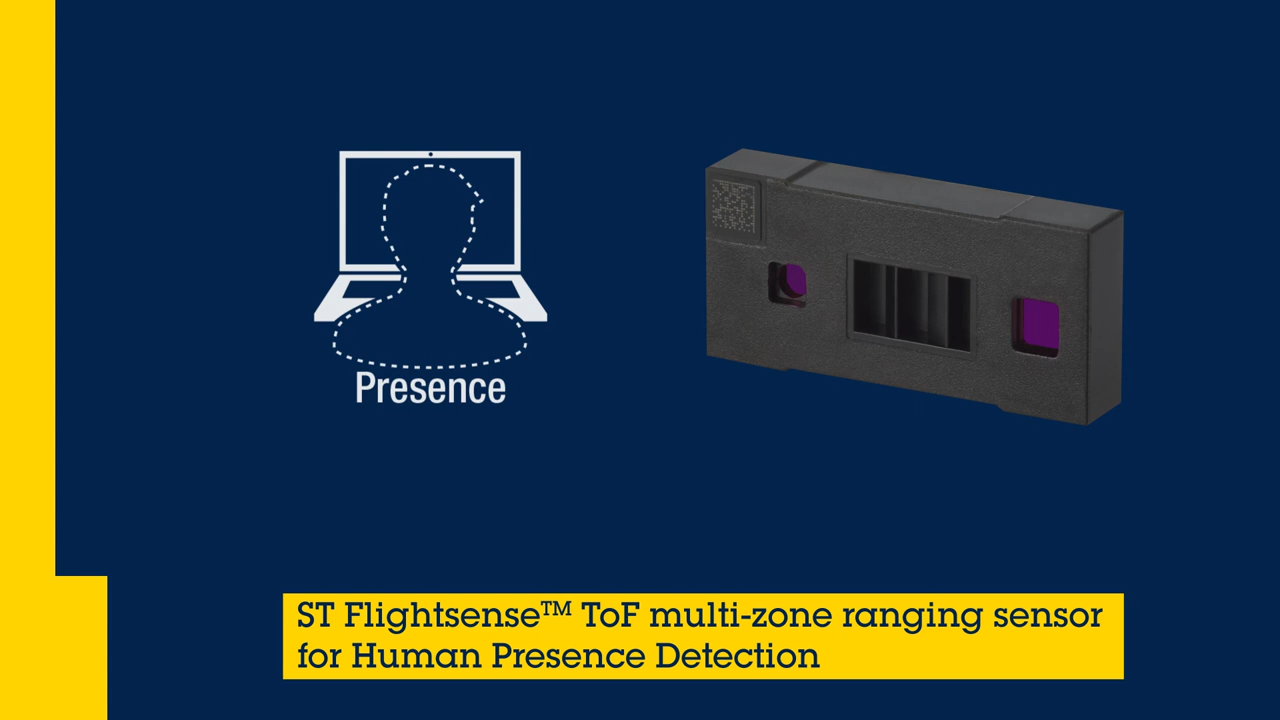 Presence
ST Flightsense™ ToF multi-zone ranging sensor
for Human Presence Detection